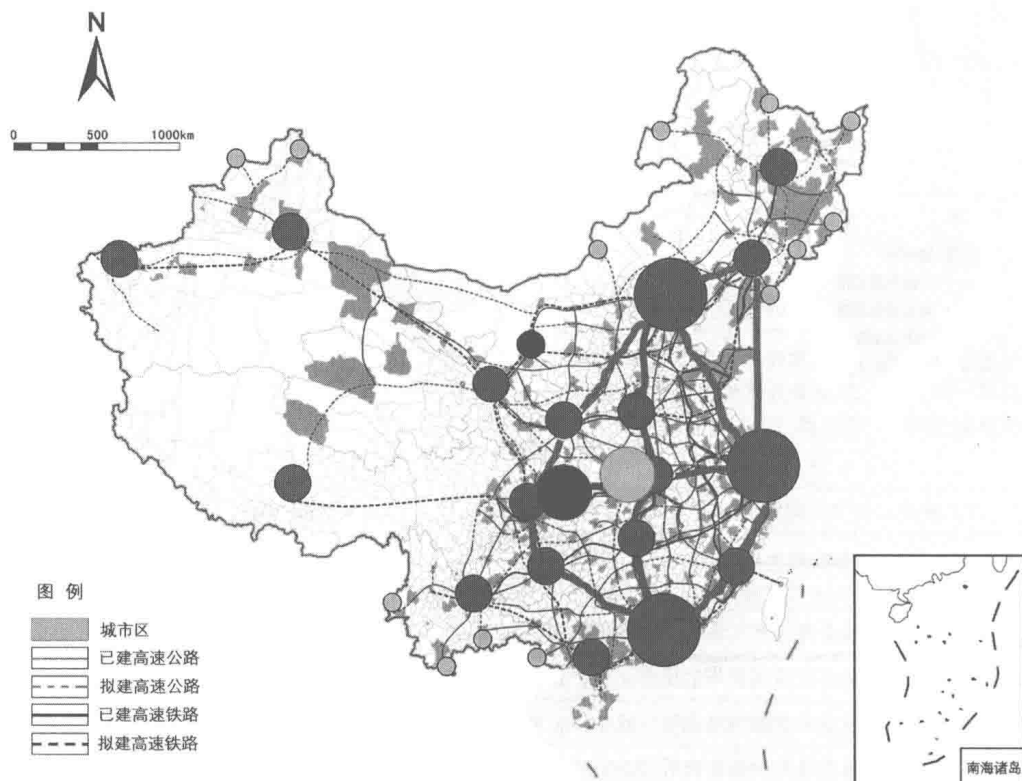 N
0 500 1000km
图 例
城市区
已建高速公路
拟建高速公路
已建高速铁路
拟建高速铁路
南海诸岛